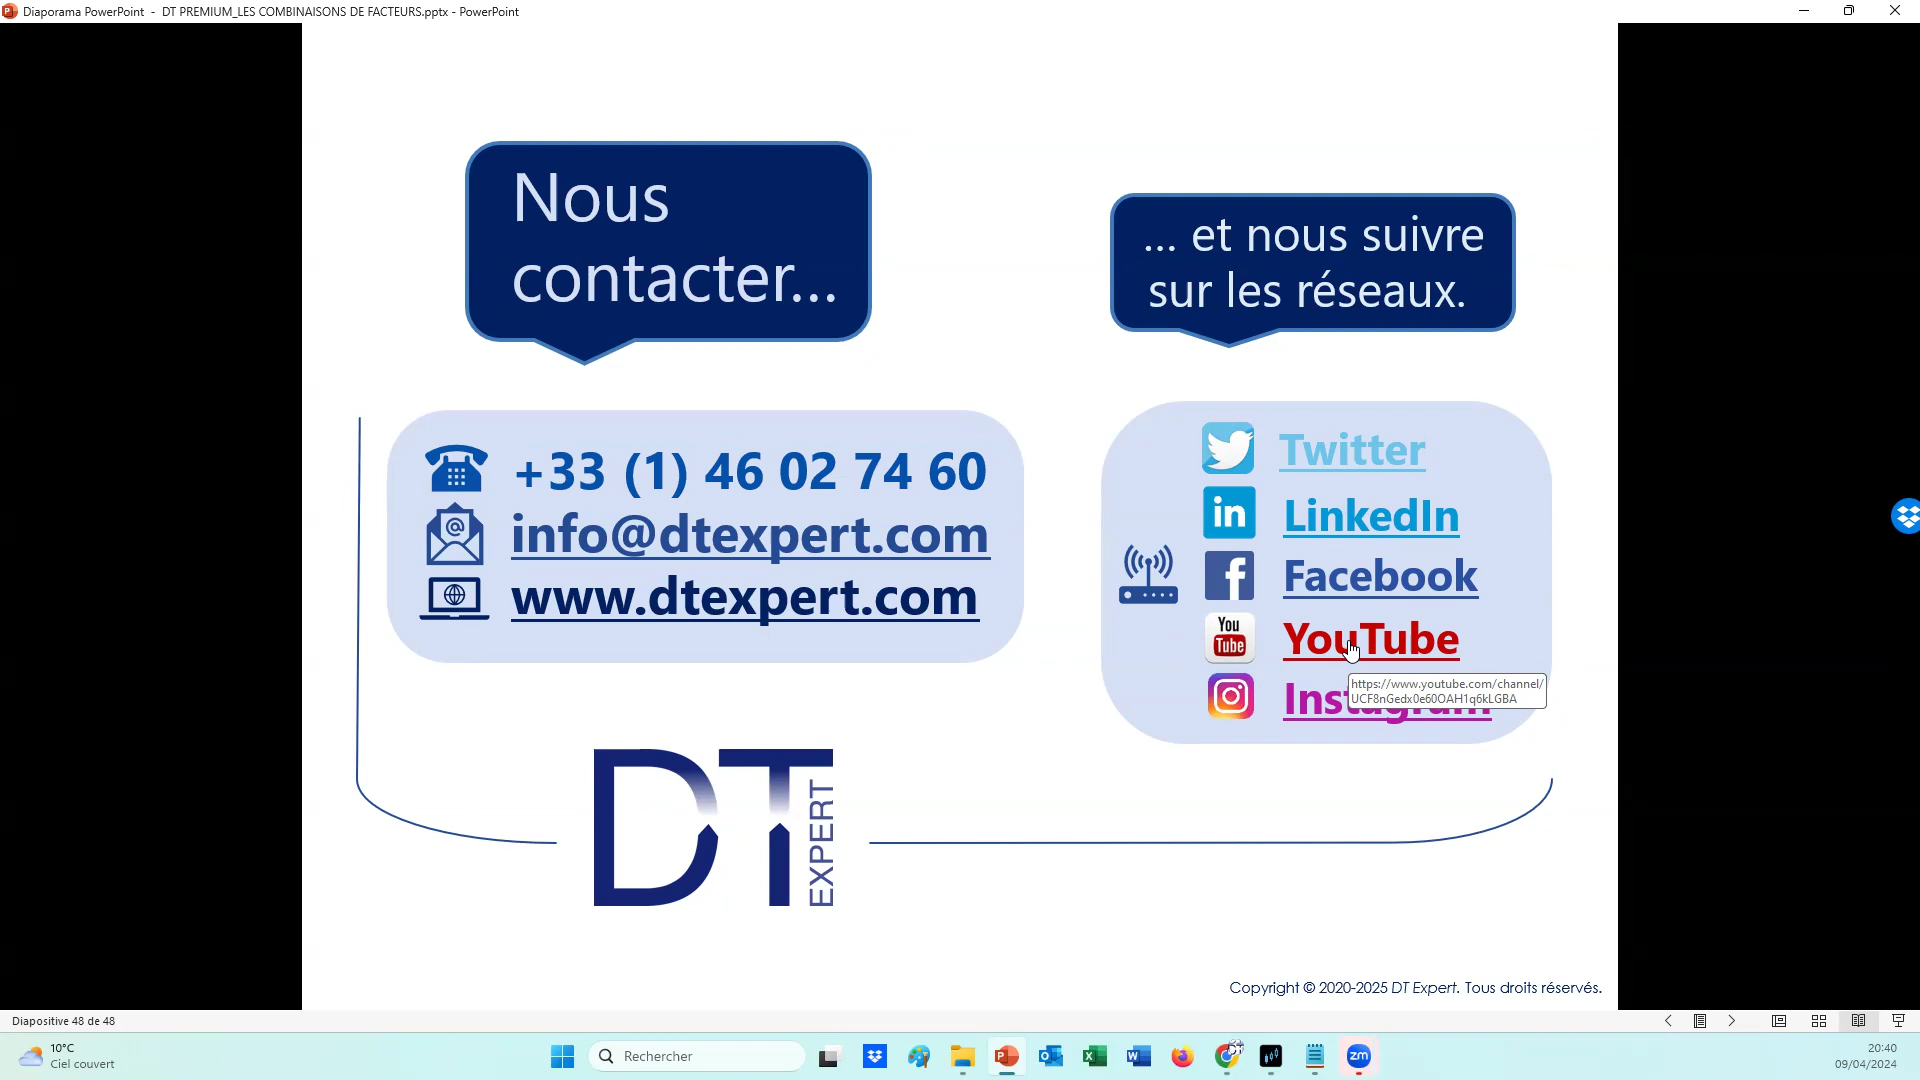 Diaporama PowerPoint - DT PREMIUM_LES COMBINAISONS DE FACTEURS.pptx - PowerPoint
Nous
contacter...
... et nous suivre
sur les réseaux.
+33 (1) 46 02 74 60
info@dtexpert.com
www.dtexpert.com
Twitter
in
LinkedIn
f
Facebook
You
Tube
YouTube
https://www.youtube.com/channel/
UCF8nGedx0e60OAH1q6kLGBA
Instagram
DT
EXPERT
Copyright © 2020-2025 DT Expert. Tous droits réservés.
Diapositive 48 de 48
10°C
Ciel couvert
Rechercher
zm
20:40
09/04/2024